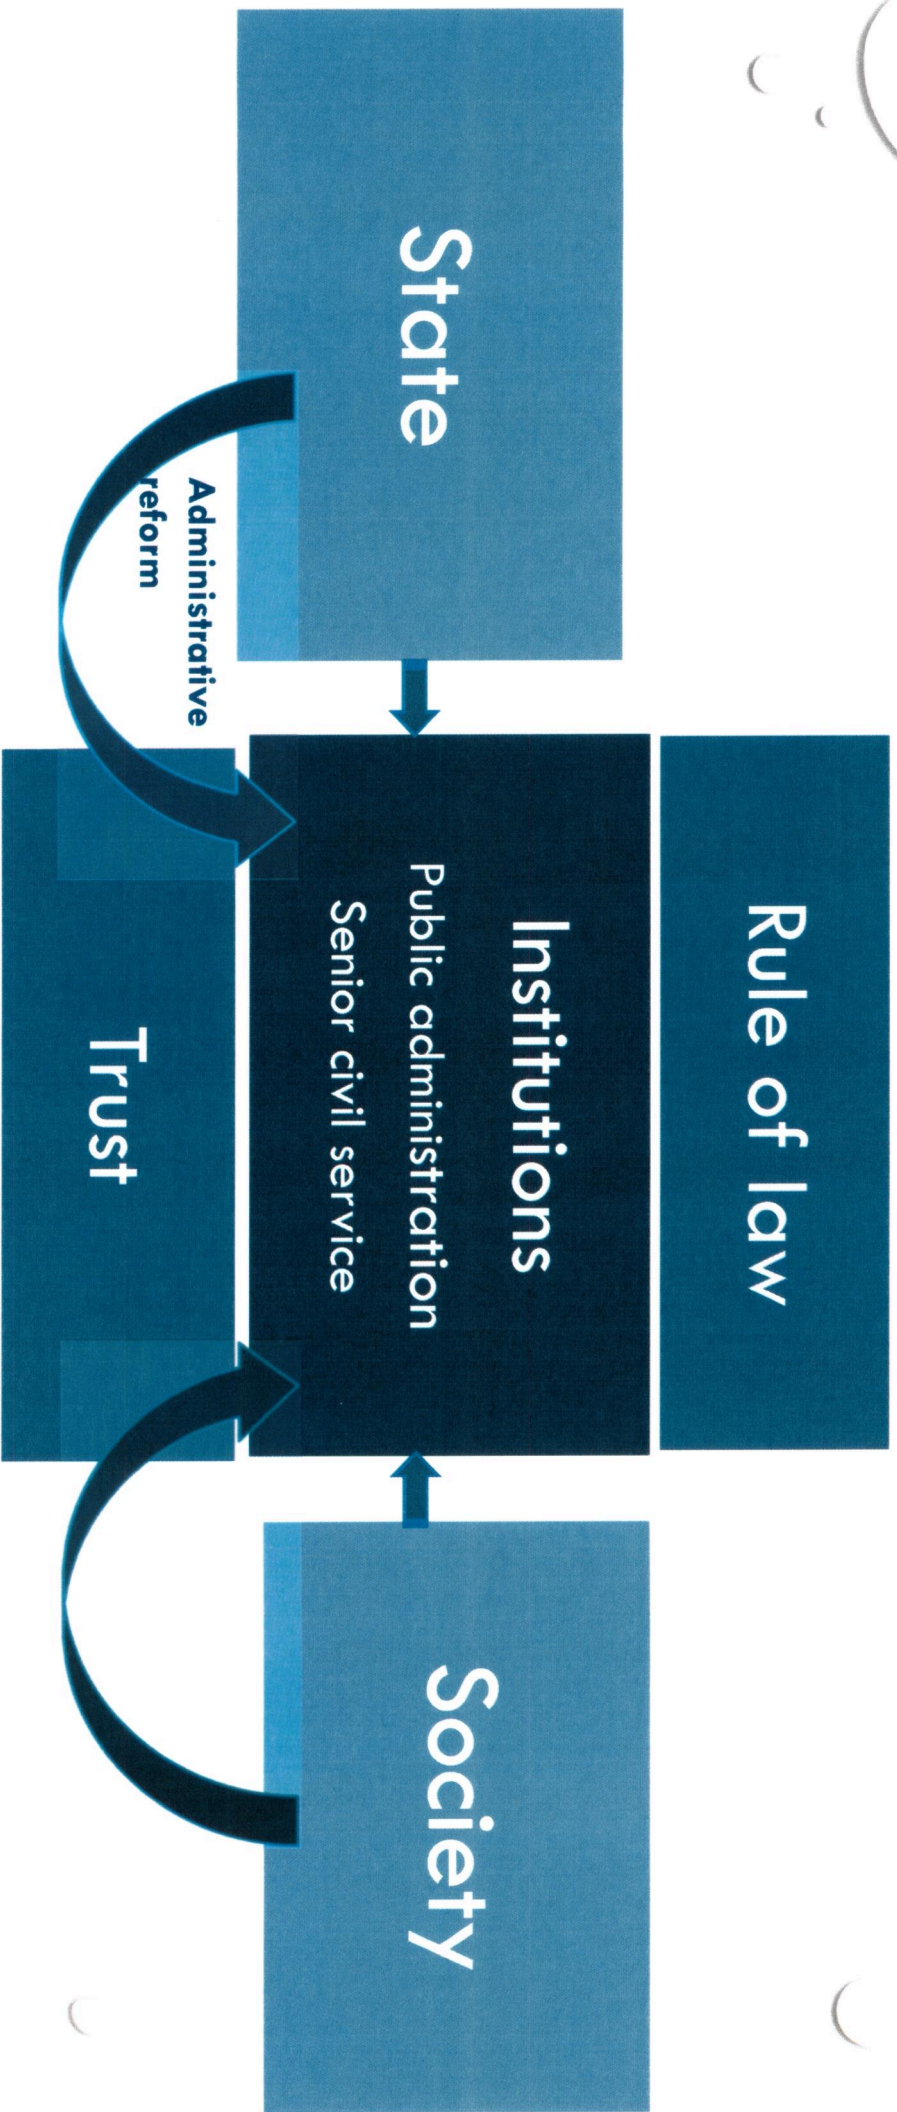 Rule of law
State
Institutions
Public administration
Senior civil service
Society
Administrative
reform
Trust